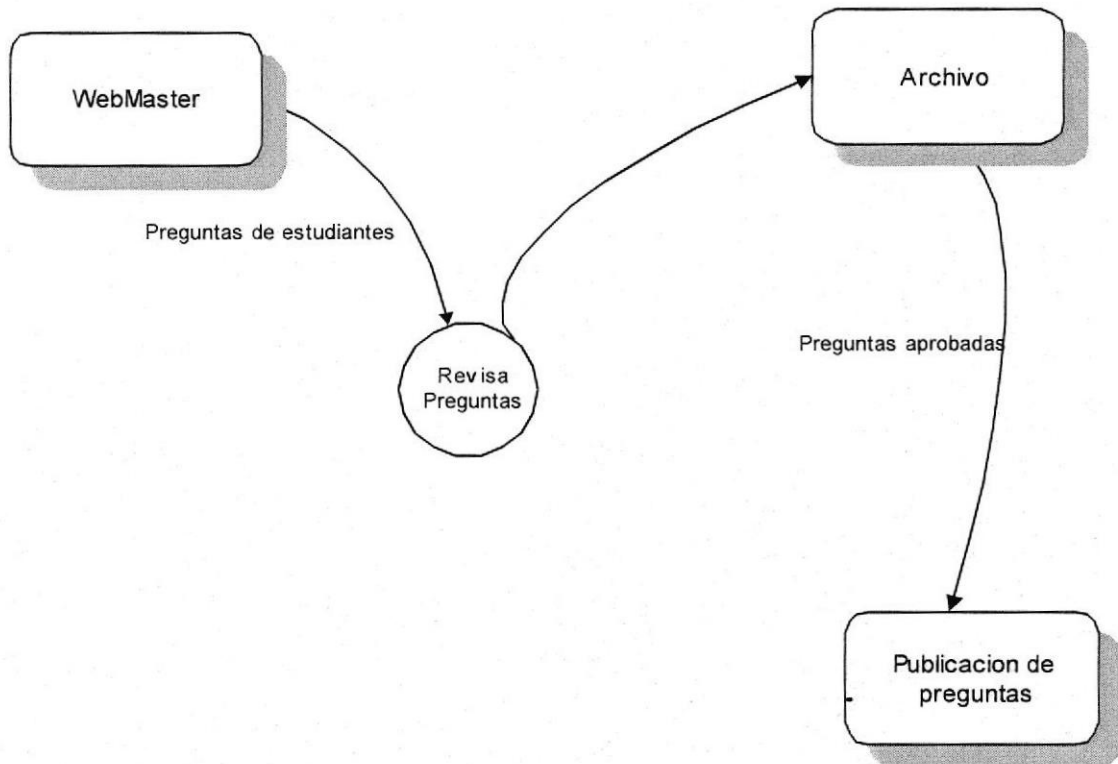 WebMaster
Archivo
Preguntas de estudiantes
Revisa
Preguntas
Preguntas aprobadas
Publicacion de
preguntas